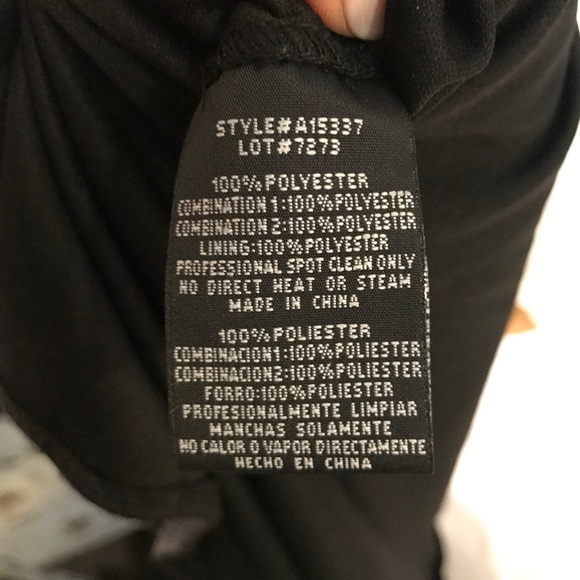 STYLE#A15337
LOT#7273
100%POLYESTER
COMBINATION 1:100%POLYESTER
COMBINATION 2:100%POLYESTER
LINING:100%POLYESTER
PROFESSIONAL SPOT CLEAN ONLY
NO DIRECT HEAT OR STEAM
MADE IN CHINA
100%POLIESTER
COMBINACION1:100%POLIESTER
COMBINACION2:100%POLIESTER
FORRO:100%POLIESTER
PROFESIONALMENTE LIMPIAR
MANCHAS SOLAMENTE
NO CALOR O VAPOR DIRECTAMENTE
HECHO EN CHINA